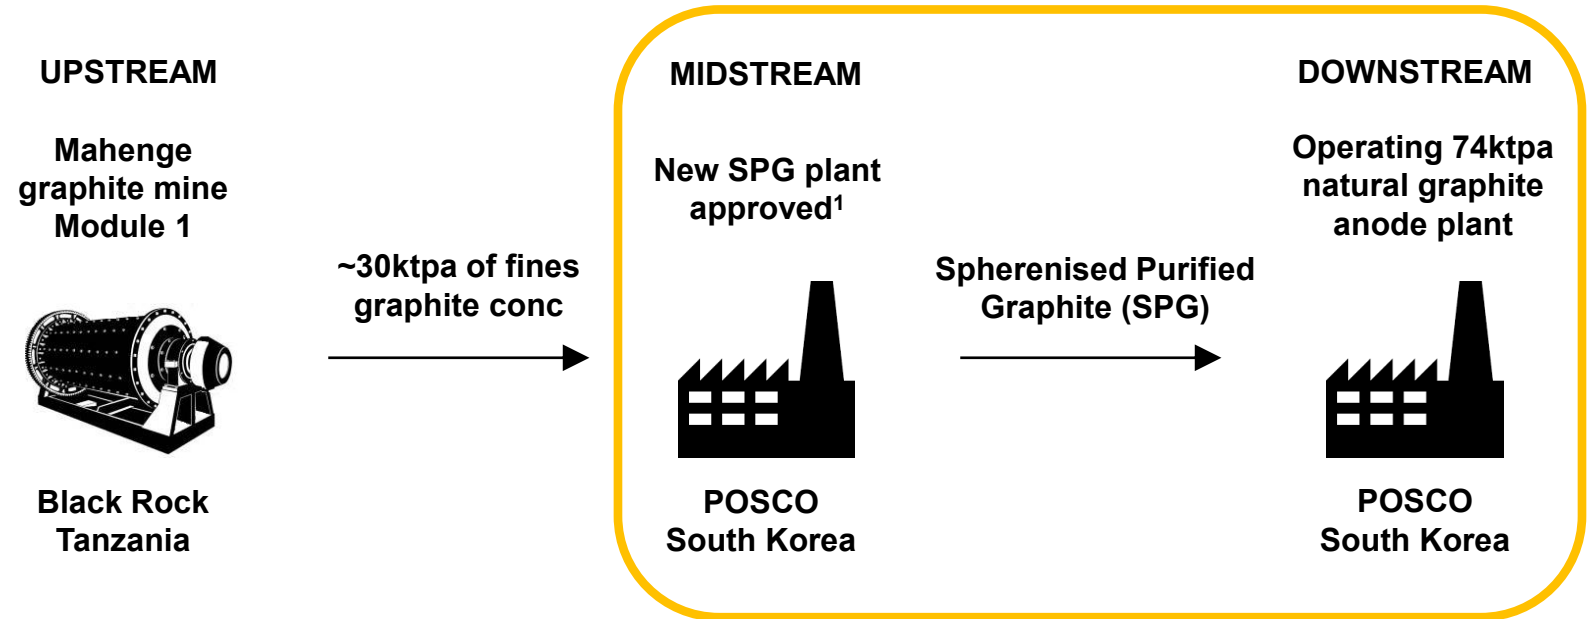 UPSTREAM
Mahenge
graphite mine
Module 1
Black Rock
Tanzania
~30ktpa of fines
graphite conc
MIDSTREAM
New SPG plant
approved¹
POSCO
South Korea
Spherenised Purified
Graphite (SPG)
DOWNSTREAM
Operating 74ktpa
natural graphite
anode plant
POSCO
South Korea